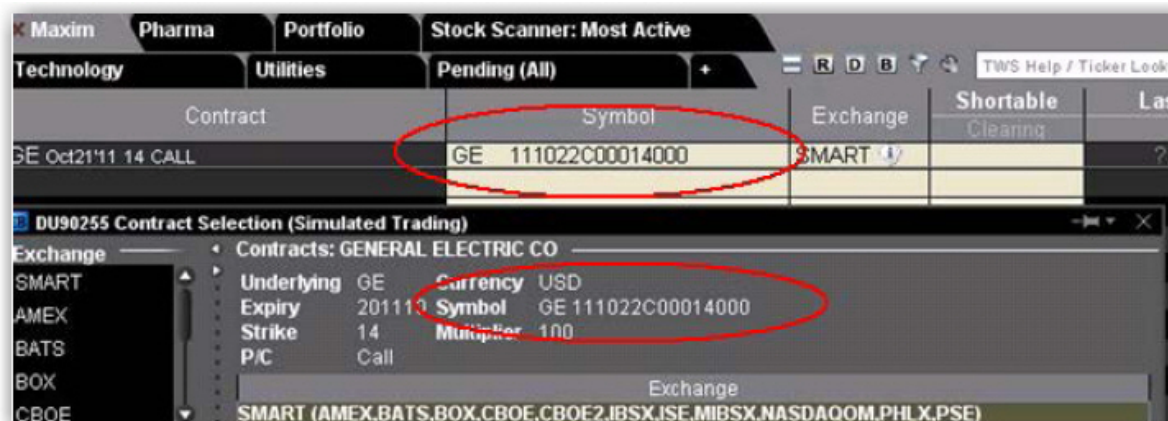 Maxim Pharma Portfolio Stock Scanner: Most Active
Technology Utilities Pending (All) + R D B TWS Help / Ticker Look
Contract Symbol Exchange Shortable Las
Clearing
GE Oct21'11 14 CALL GE 111022C00014000 SMART ?
DU90255 Contract Selection (Simulated Trading)
Exchange Contracts: GENERAL ELECTRIC CO
SMART Underlying GE Currency USD
AMEX Expiry 201110 Symbol GE 111022C00014000
Strike 14 Multiplier 100
BATS P/C Call
BOX Exchange
CBOE SMART (AMEX,BATS,BOX,CBOE,CBOE2,IBSX,ISE,MIBSX,NASDAQOM,PHLX,PSE)